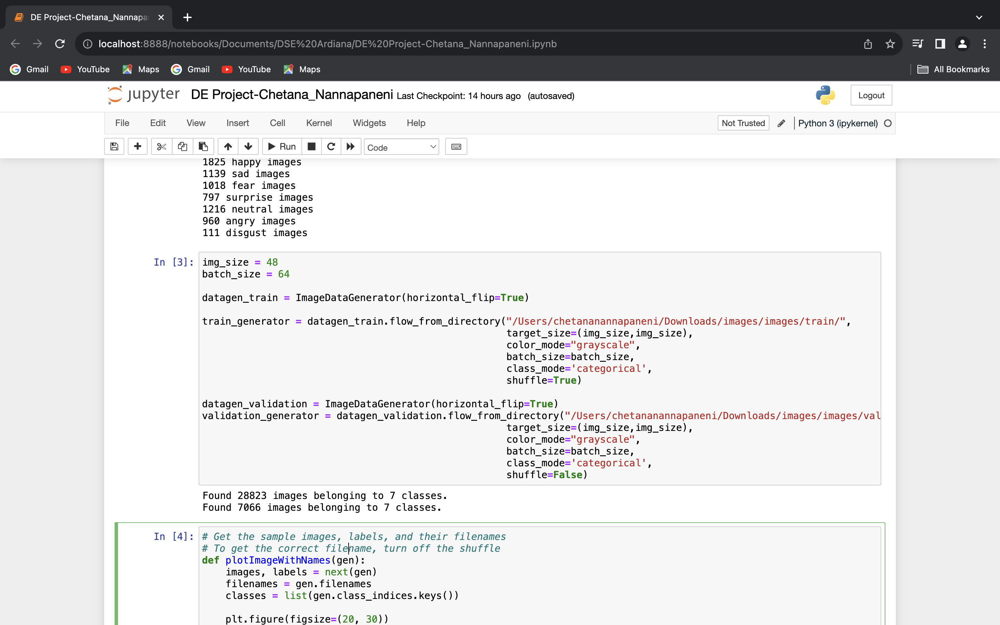 DE Project-Chetana_Nannapa
localhost:8888/notebooks/Documents/DSE%20Ardiana/DE%20Project-Chetana_Nannapaneni.ipynb
Gmail YouTube Maps Gmail YouTube Maps All Bookmarks
jupyter DE Project-Chetana_Nannapaneni Last Checkpoint: 14 hours ago (autosaved) Logout
File Edit View Insert Cell Kernel Widgets Help Not Trusted Python 3 (ipykernel)
Run Code
1825 happy images
1139 sad images
1018 fear images
797 surprise images
1216 neutral images
960 angry images
111 disgust images
In [3]: img_size = 48
batch_size = 64
datagen_train = ImageDataGenerator(horizontal_flip=True)
train_generator = datagen_train.flow_from_directory("/Users/chetananannapaneni/Downloads/images/images/train/",
target_size=(img_size,img_size),
color_mode="grayscale",
batch_size=batch_size,
class_mode='categorical',
shuffle=True)
datagen_validation = ImageDataGenerator(horizontal_flip=True)
validation_generator = datagen_validation.flow_from_directory("/Users/chetananannapaneni/Downloads/images/images/val
target_size=(img_size,img_size),
color_mode="grayscale",
batch_size=batch_size,
class_mode='categorical',
shuffle=False)
Found 28823 images belonging to 7 classes.
Found 7066 images belonging to 7 classes.
In [4]: # Get the sample images, labels, and their filenames
# To get the correct filename, turn off the shuffle
def plotImageWithNames(gen):
images, labels = next(gen)
filenames = gen.filenames
classes = list(gen.class_indices.keys())
plt.figure(figsize=(20, 30))